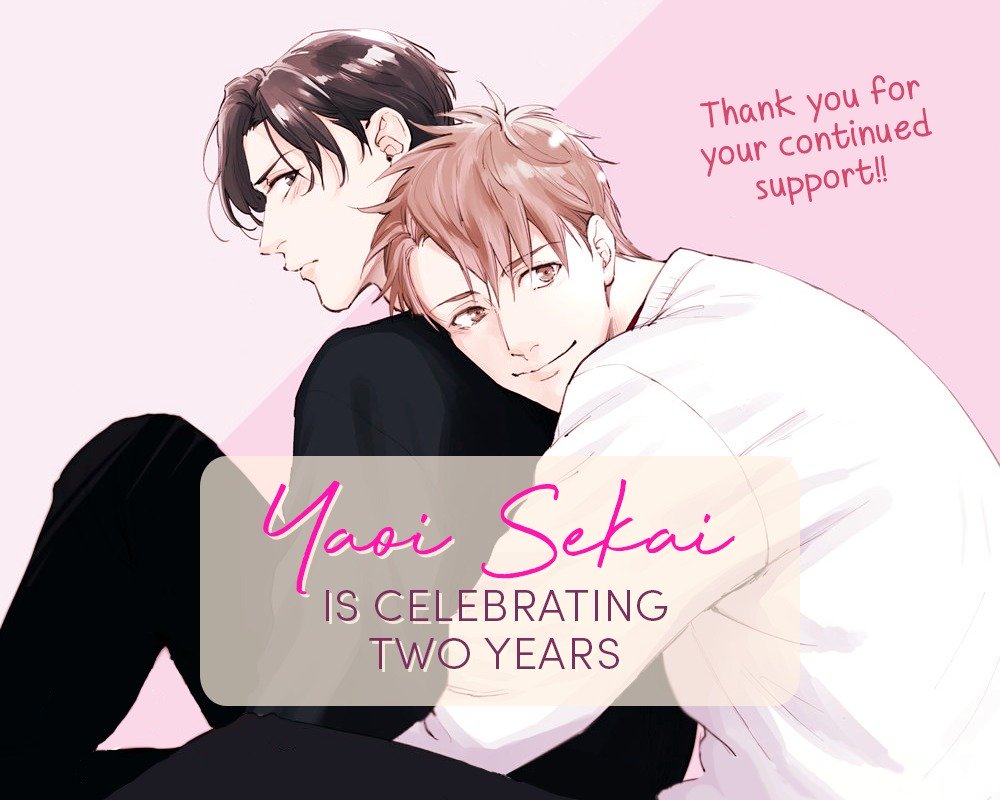 Thank you for
your continued
support!!
Yaoi Sekai
IS CELEBRATING
TWO YEARS